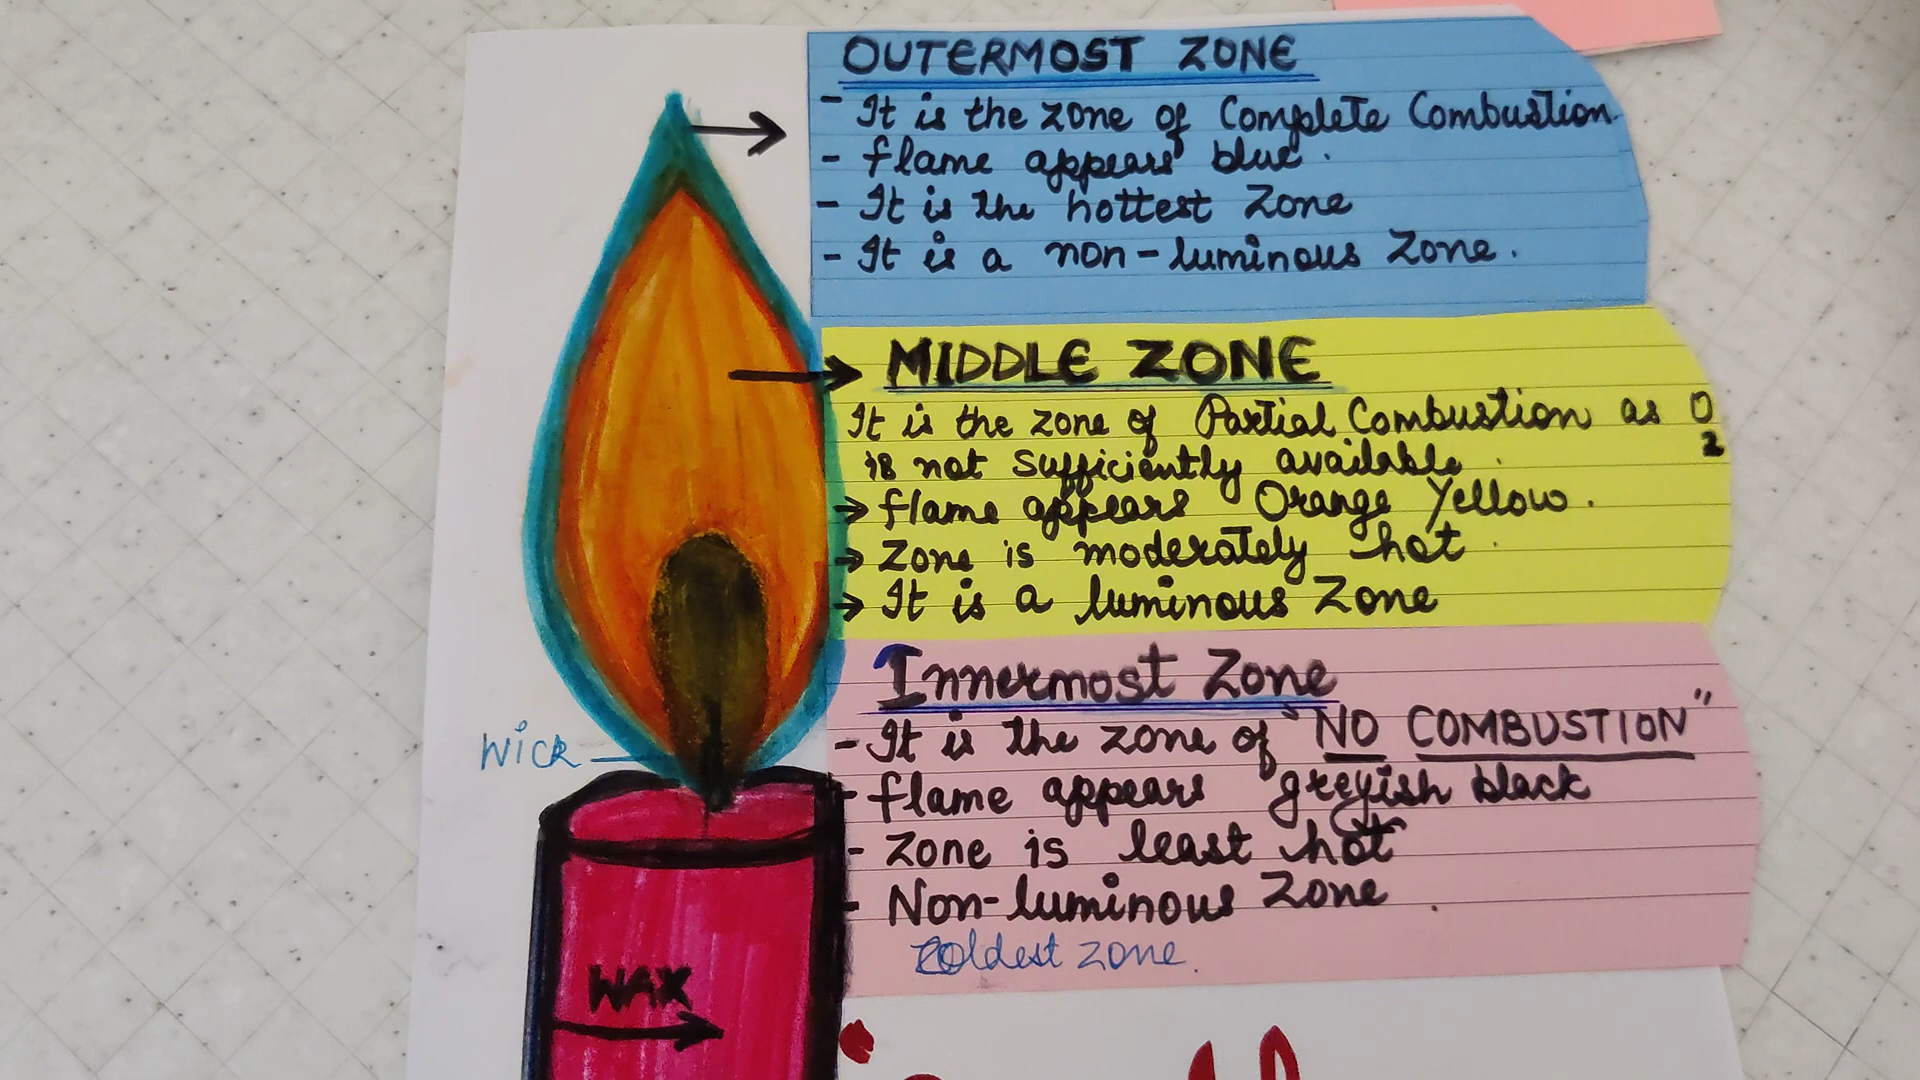 OUTERMOST ZONE
- It is the zone of Complete Combustion.
- flame appears blue.
- It is the hottest Zone
- It is a non-luminous Zone.
MIDDLE ZONE
It is the zone of Partial Combustion as O2
is not sufficiently available.
→ flame appears Orange Yellow.
→ Zone is moderately hot.
→ It is a luminous Zone
Innermost Zone
- It is the zone of "NO COMBUSTION"
- flame appears greyish black
- Zone is least hot
- Non-luminous Zone.
Coldest zone.
Wick
WAX